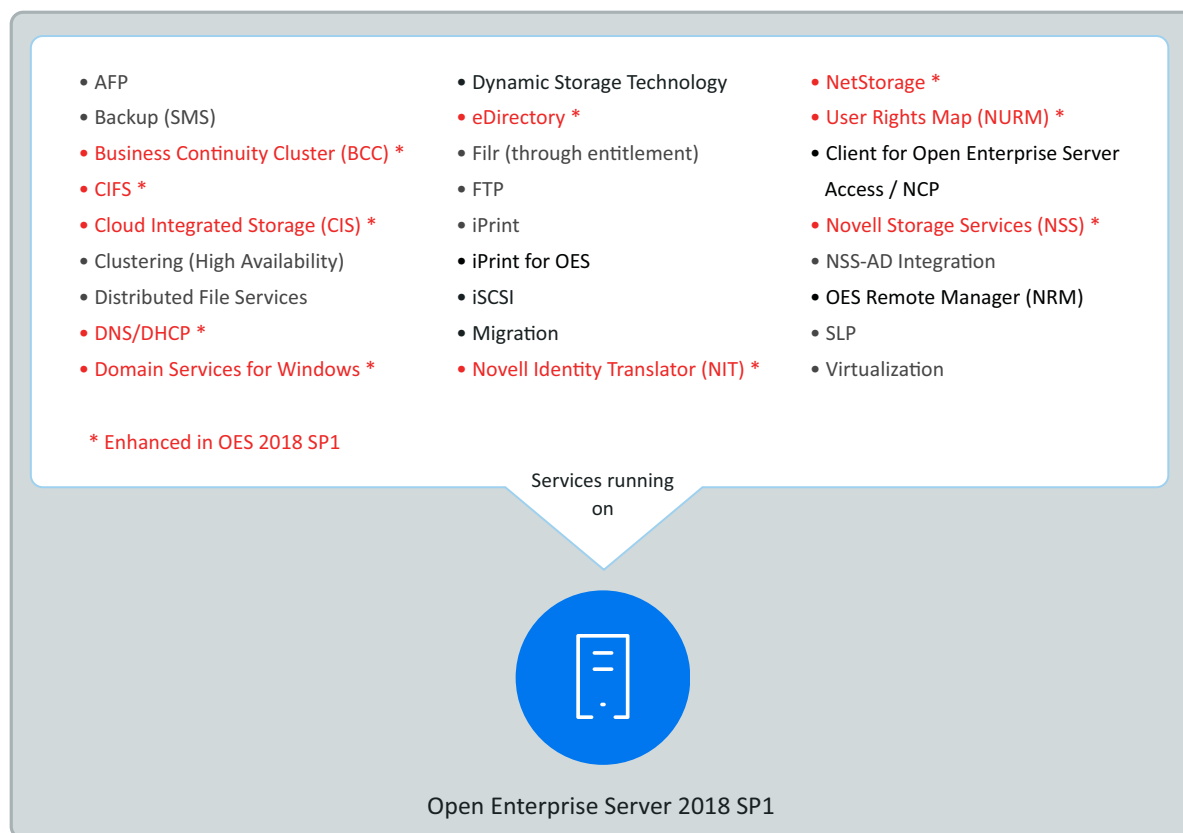 • AFP
• Backup (SMS)
• Business Continuity Cluster (BCC) *
• CIFS *
• Cloud Integrated Storage (CIS) *
• Clustering (High Availability)
• Distributed File Services
• DNS/DHCP *
• Domain Services for Windows *
• Dynamic Storage Technology
• eDirectory *
• Filr (through entitlement)
• FTP
• iPrint
• iPrint for OES
• iSCSI
• Migration
• Novell Identity Translator (NIT) *
• NetStorage *
• User Rights Map (NURM) *
• Client for Open Enterprise Server
Access / NCP
• Novell Storage Services (NSS) *
• NSS-AD Integration
• OES Remote Manager (NRM)
• SLP
• Virtualization
* Enhanced in OES 2018 SP1
Services running
on
Open Enterprise Server 2018 SP1